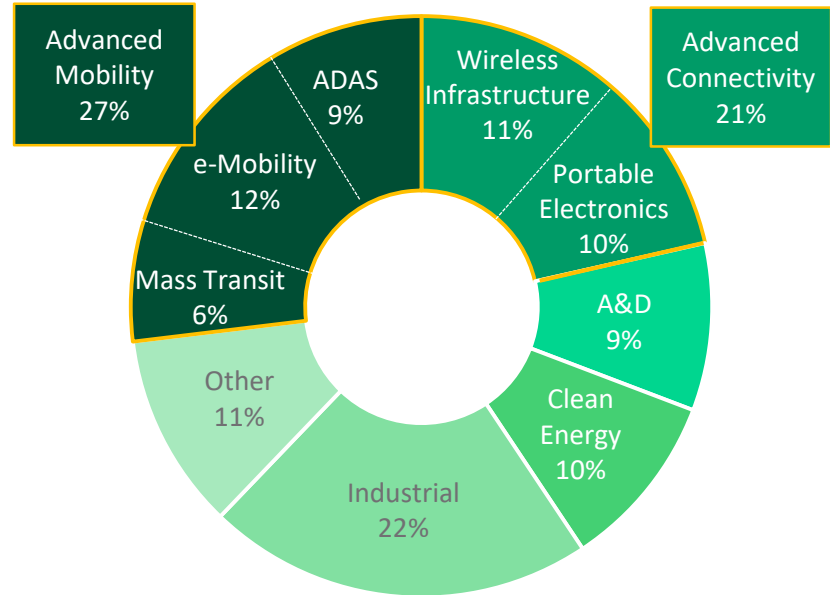 Advanced
Mobility
27%
Advanced
Connectivity
21%
ADAS
9%
Wireless
Infrastructure
11%
e-Mobility
12%
Portable
Electronics
10%
Mass Transit
6%
A&D
9%
Other
11%
Clean
Energy
10%
Industrial
22%